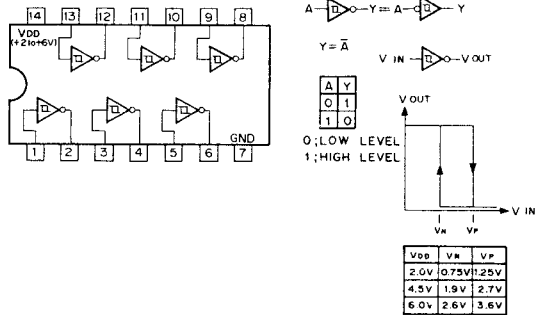 14 13 12 11 10 9 8
VDD
(+2 to +6V)
GND
1 2 3 4 5 6 7
A Y = A Y
Y = A̅
V IN V OUT
A Y
0 1
1 0
0 ; LOW LEVEL
1 ; HIGH LEVEL
V OUT
V IN
VN VP
VDD VN VP
2.0V 0.75V 1.25V
4.5V 1.9V 2.7V
6.0V 2.6V 3.6V